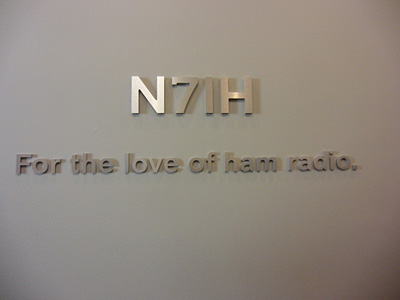 N7IH
For the love of ham radio.